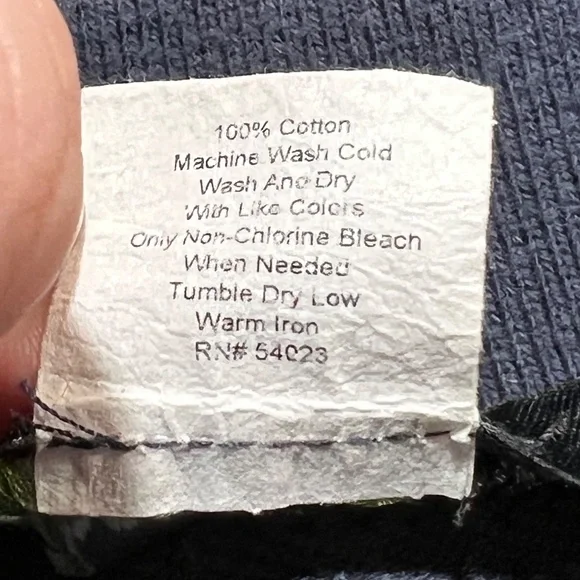 100% Cotton
Machine Wash Cold
Wash And Dry
With Like Colors
Only Non-Chlorine Bleach
When Needed
Tumble Dry Low
Warm Iron
RN# 54023